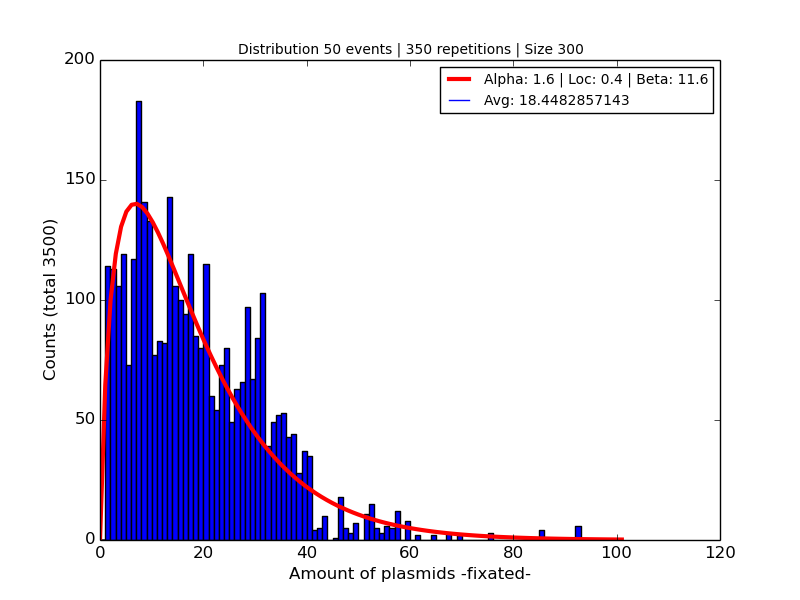 Distribution 50 events | 350 repetitions | Size 300
200
150
100
50
0
Counts (total 3500)
Alpha: 1.6 | Loc: 0.4 | Beta: 11.6
Avg: 18.4482857143
0 20 40 60 80 100 120
Amount of plasmids -fixated-